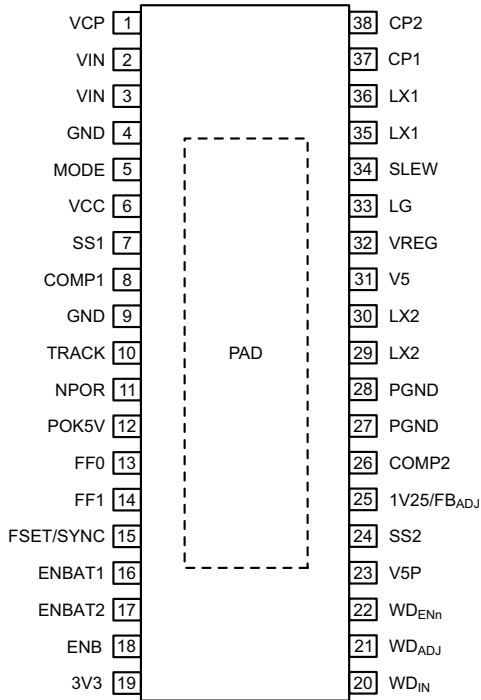 VCP 1 38 CP2
VIN 2 37 CP1
VIN 3 36 LX1
GND 4 35 LX1
MODE 5 34 SLEW
VCC 6 33 LG
SS1 7 32 VREG
COMP1 8 31 V5
GND 9 30 LX2
TRACK 10 PAD 29 LX2
NPOR 11 28 PGND
POK5V 12 27 PGND
FF0 13 26 COMP2
FF1 14 25 1V25/FBADJ
FSET/SYNC 15 24 SS2
ENBAT1 16 23 V5P
ENBAT2 17 22 WDENn
ENB 18 21 WDADJ
3V3 19 20 WDIN